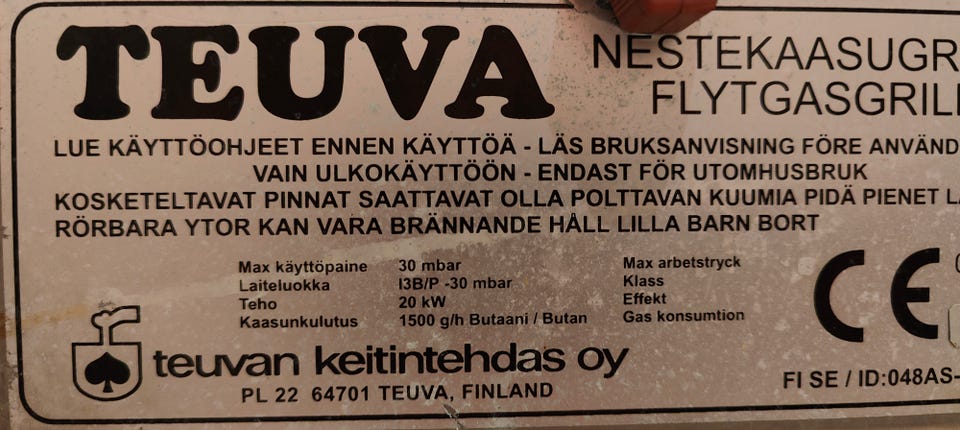 TEUVA
NESTEKAASUGR
FLYTGASGRIL
LUE KÄYTTÖOHJEET ENNEN KÄYTTÖÄ - LÄS BRUKSANVISNING FÖRE ANVÄND
VAIN ULKOKÄYTTÖÖN - ENDAST FÖR UTOMHUSBRUK
KOSKETELTAVAT PINNAT SAATTAVAT OLLA POLTTAVAN KUUMIA PIDÄ PIENET LA
RÖRBARA YTOR KAN VARA BRÄNNANDE HÅLL LILLA BARN BORT
Max käyttöpaine 30 mbar Max arbetstryck
Laiteluokka I3B/P -30 mbar Klass
Teho 20 kW Effekt
Kaasunkulutus 1500 g/h Butaani / Butan Gas konsumtion
CE
teuvan keitintehdas oy
PL 22 64701 TEUVA, FINLAND
FI SE / ID:048AS-